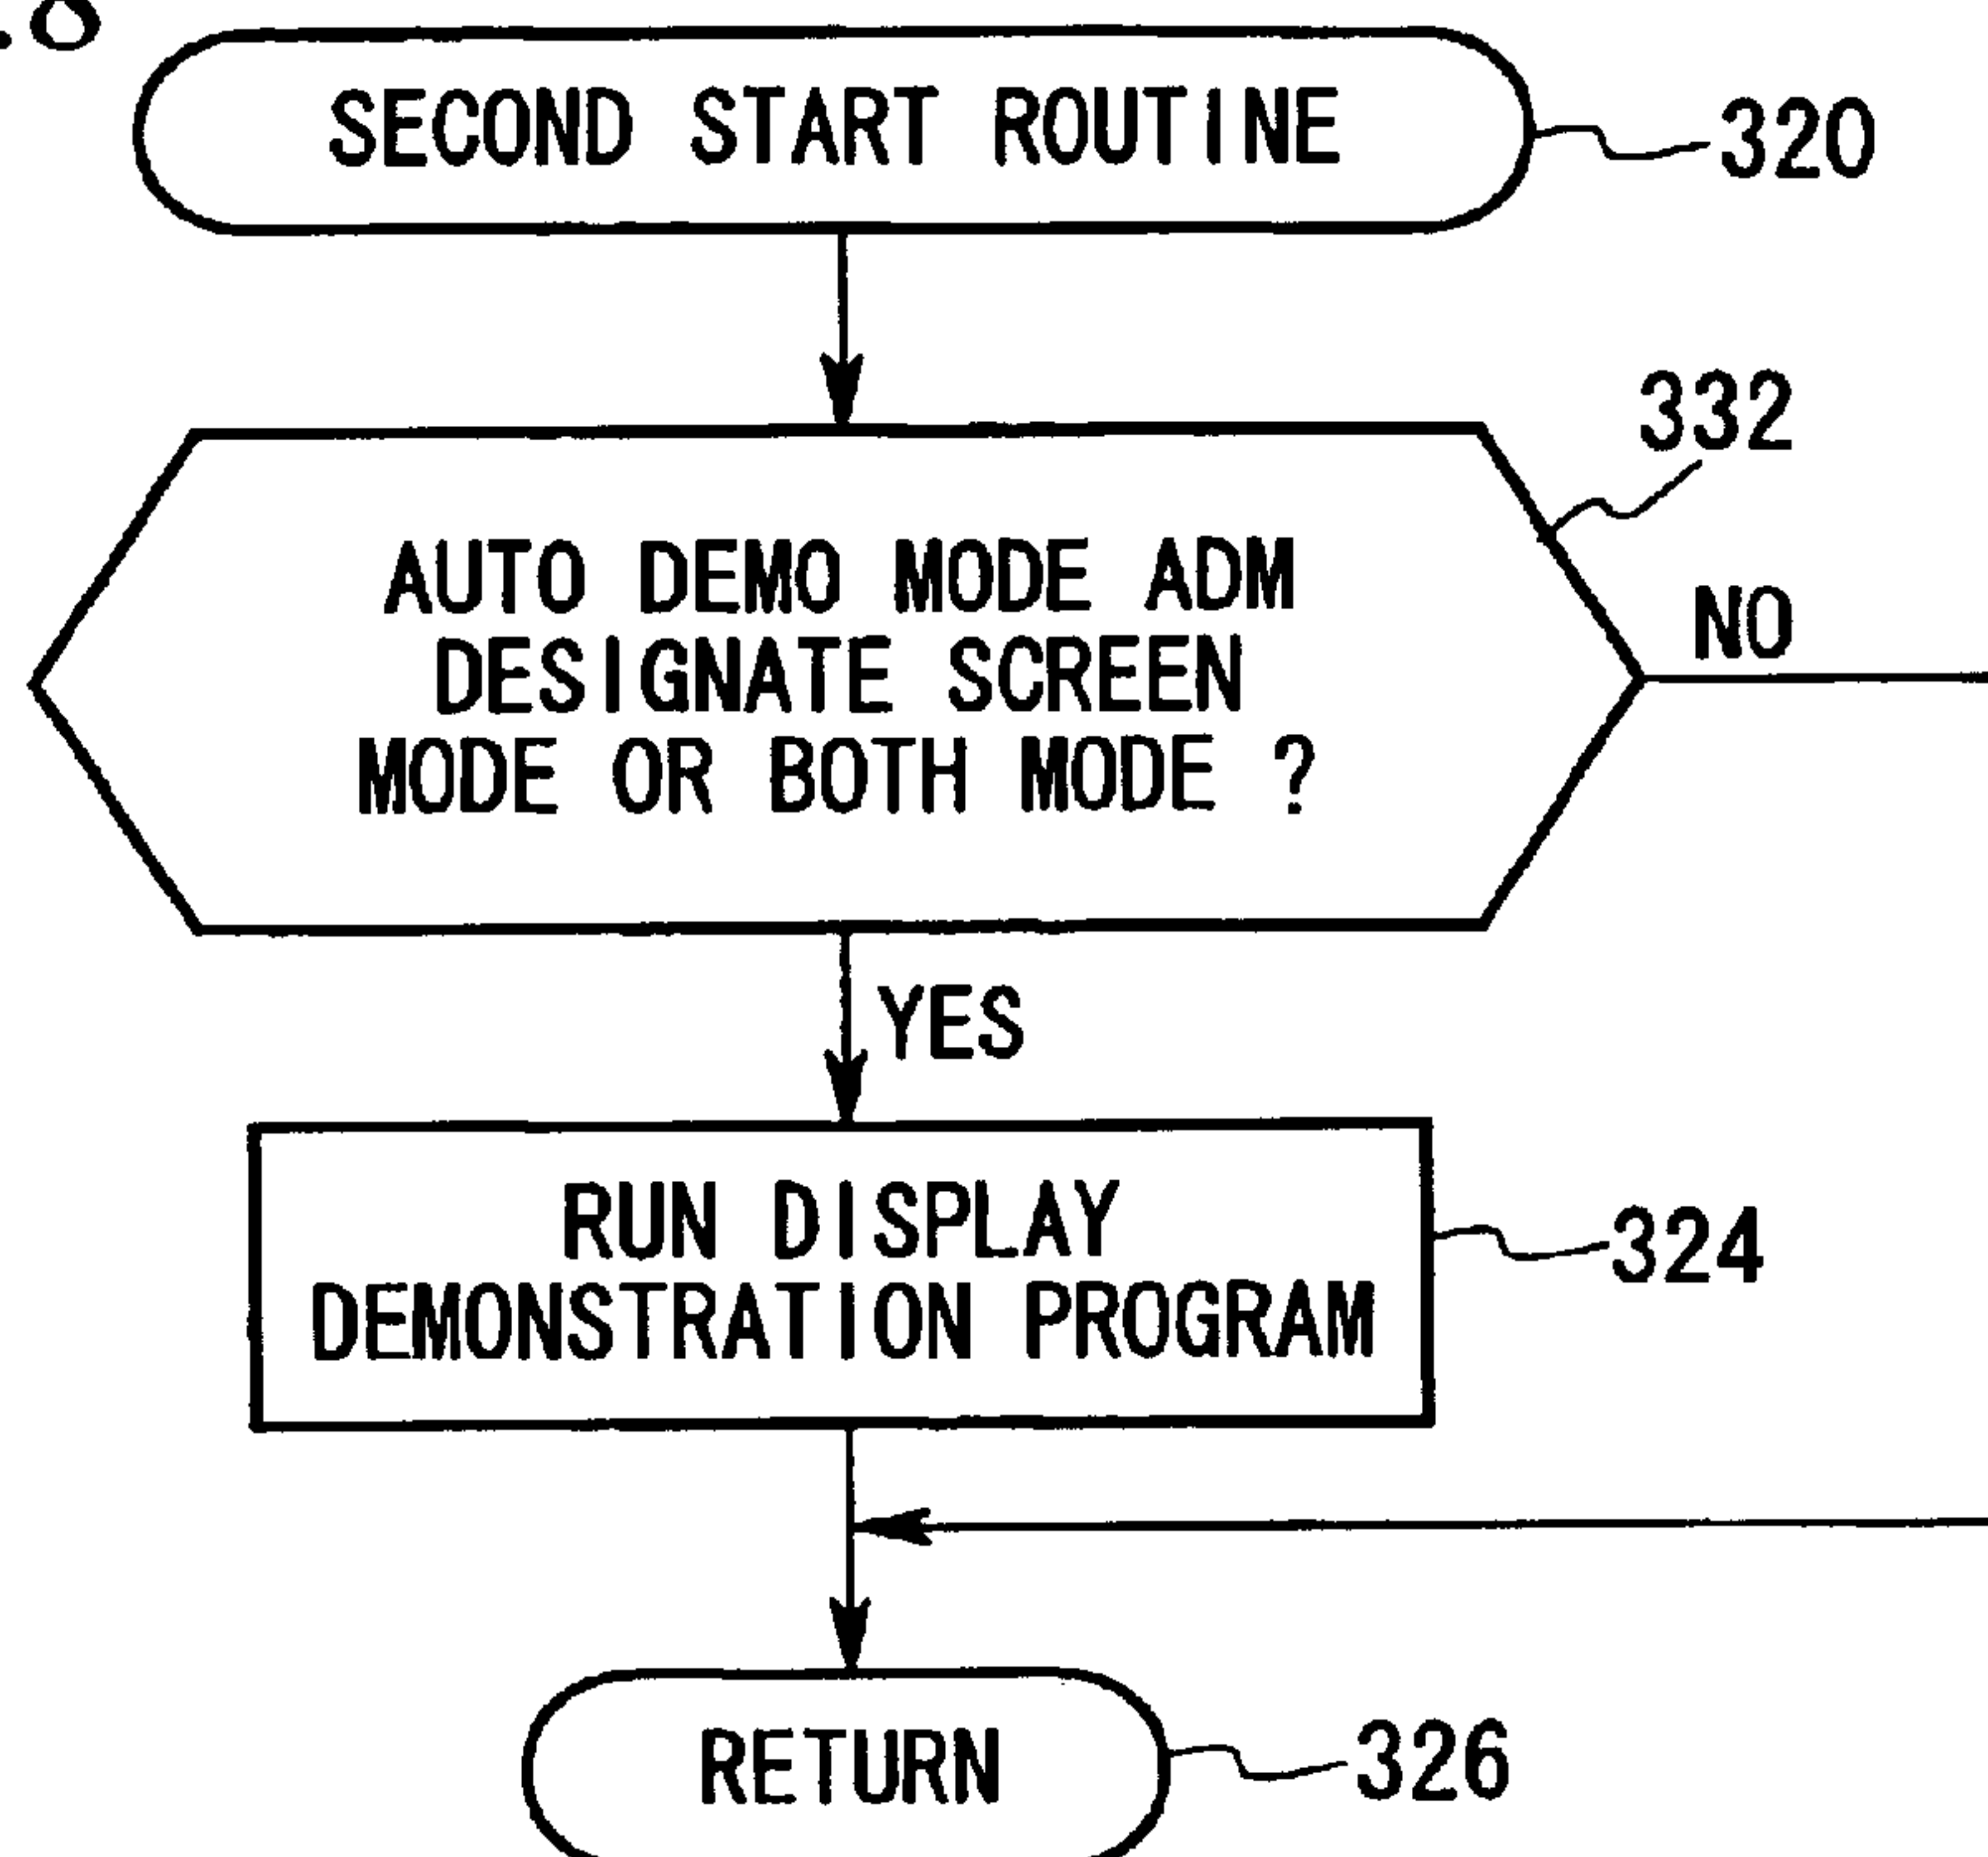 .8
SECOND START ROUTINE
320
332
AUTO DEMO MODE ADM
DESIGNATE SCREEN
MODE OR BOTH MODE ?
NO
YES
RUN DISPLAY
DEMONSTRATION PROGRAM
324
RETURN
326